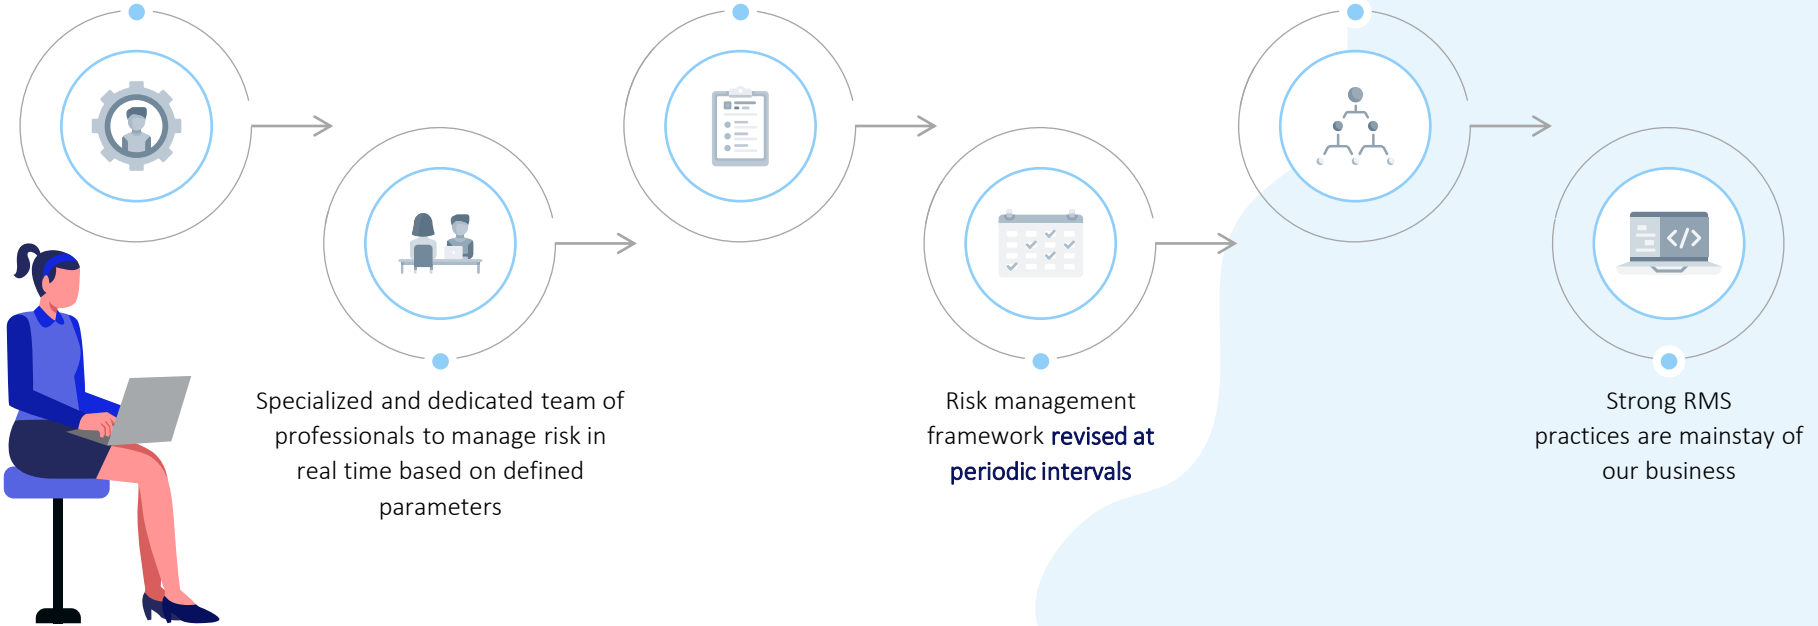 Specialized and dedicated team of
professionals to manage risk in
real time based on defined
parameters
Risk management
framework revised at
periodic intervals
Strong RMS
practices are mainstay of
our business